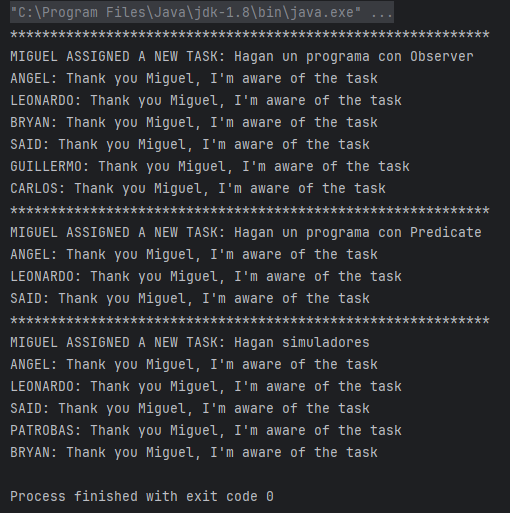 "C:\Program Files\Java\jdk-1.8\bin\java.exe" ...
************************************************************
MIGUEL ASSIGNED A NEW TASK: Hagan un programa con Observer
ANGEL: Thank you Miguel, I'm aware of the task
LEONARDO: Thank you Miguel, I'm aware of the task
BRYAN: Thank you Miguel, I'm aware of the task
SAID: Thank you Miguel, I'm aware of the task
GUILLERMO: Thank you Miguel, I'm aware of the task
CARLOS: Thank you Miguel, I'm aware of the task
************************************************************
MIGUEL ASSIGNED A NEW TASK: Hagan un programa con Predicate
ANGEL: Thank you Miguel, I'm aware of the task
LEONARDO: Thank you Miguel, I'm aware of the task
SAID: Thank you Miguel, I'm aware of the task
************************************************************
MIGUEL ASSIGNED A NEW TASK: Hagan simuladores
ANGEL: Thank you Miguel, I'm aware of the task
LEONARDO: Thank you Miguel, I'm aware of the task
SAID: Thank you Miguel, I'm aware of the task
PATROBAS: Thank you Miguel, I'm aware of the task
BRYAN: Thank you Miguel, I'm aware of the task
Process finished with exit code 0